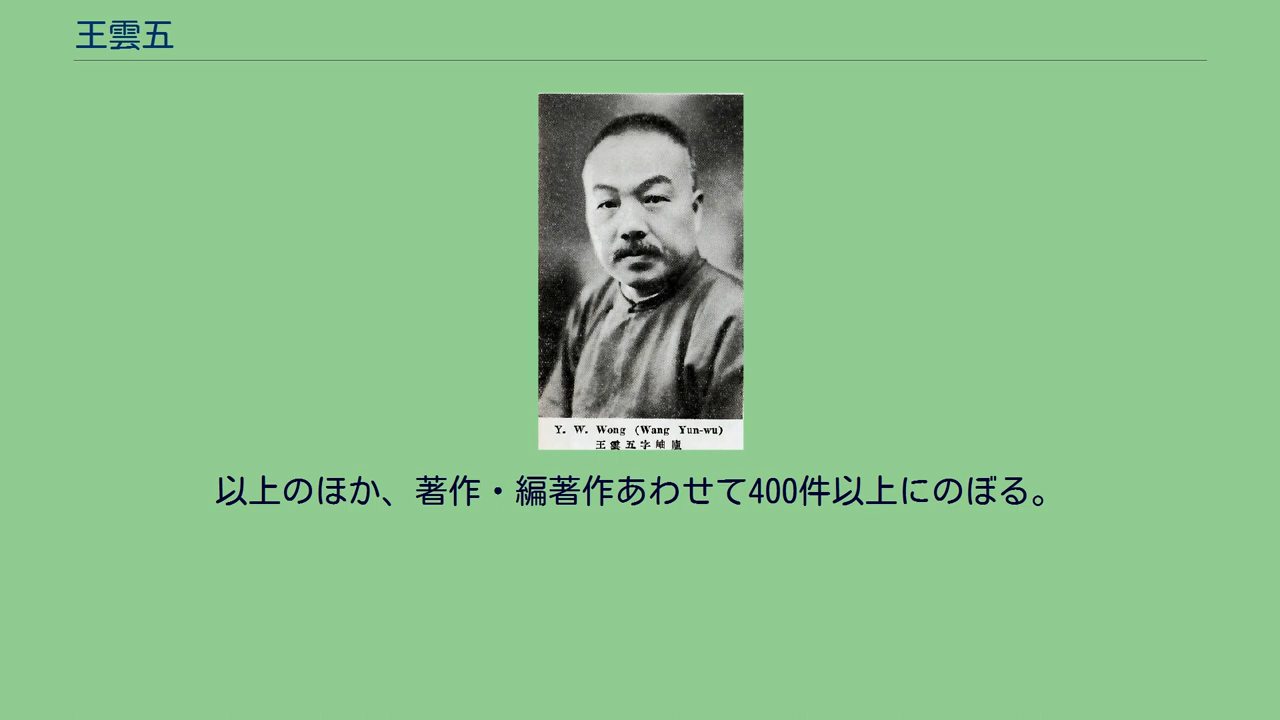 王雲五
Y. W. Wong (Wang Yun-wu)
王雲五字岫廬
以上のほか、著作・編著作あわせて400件以上にのぼる。